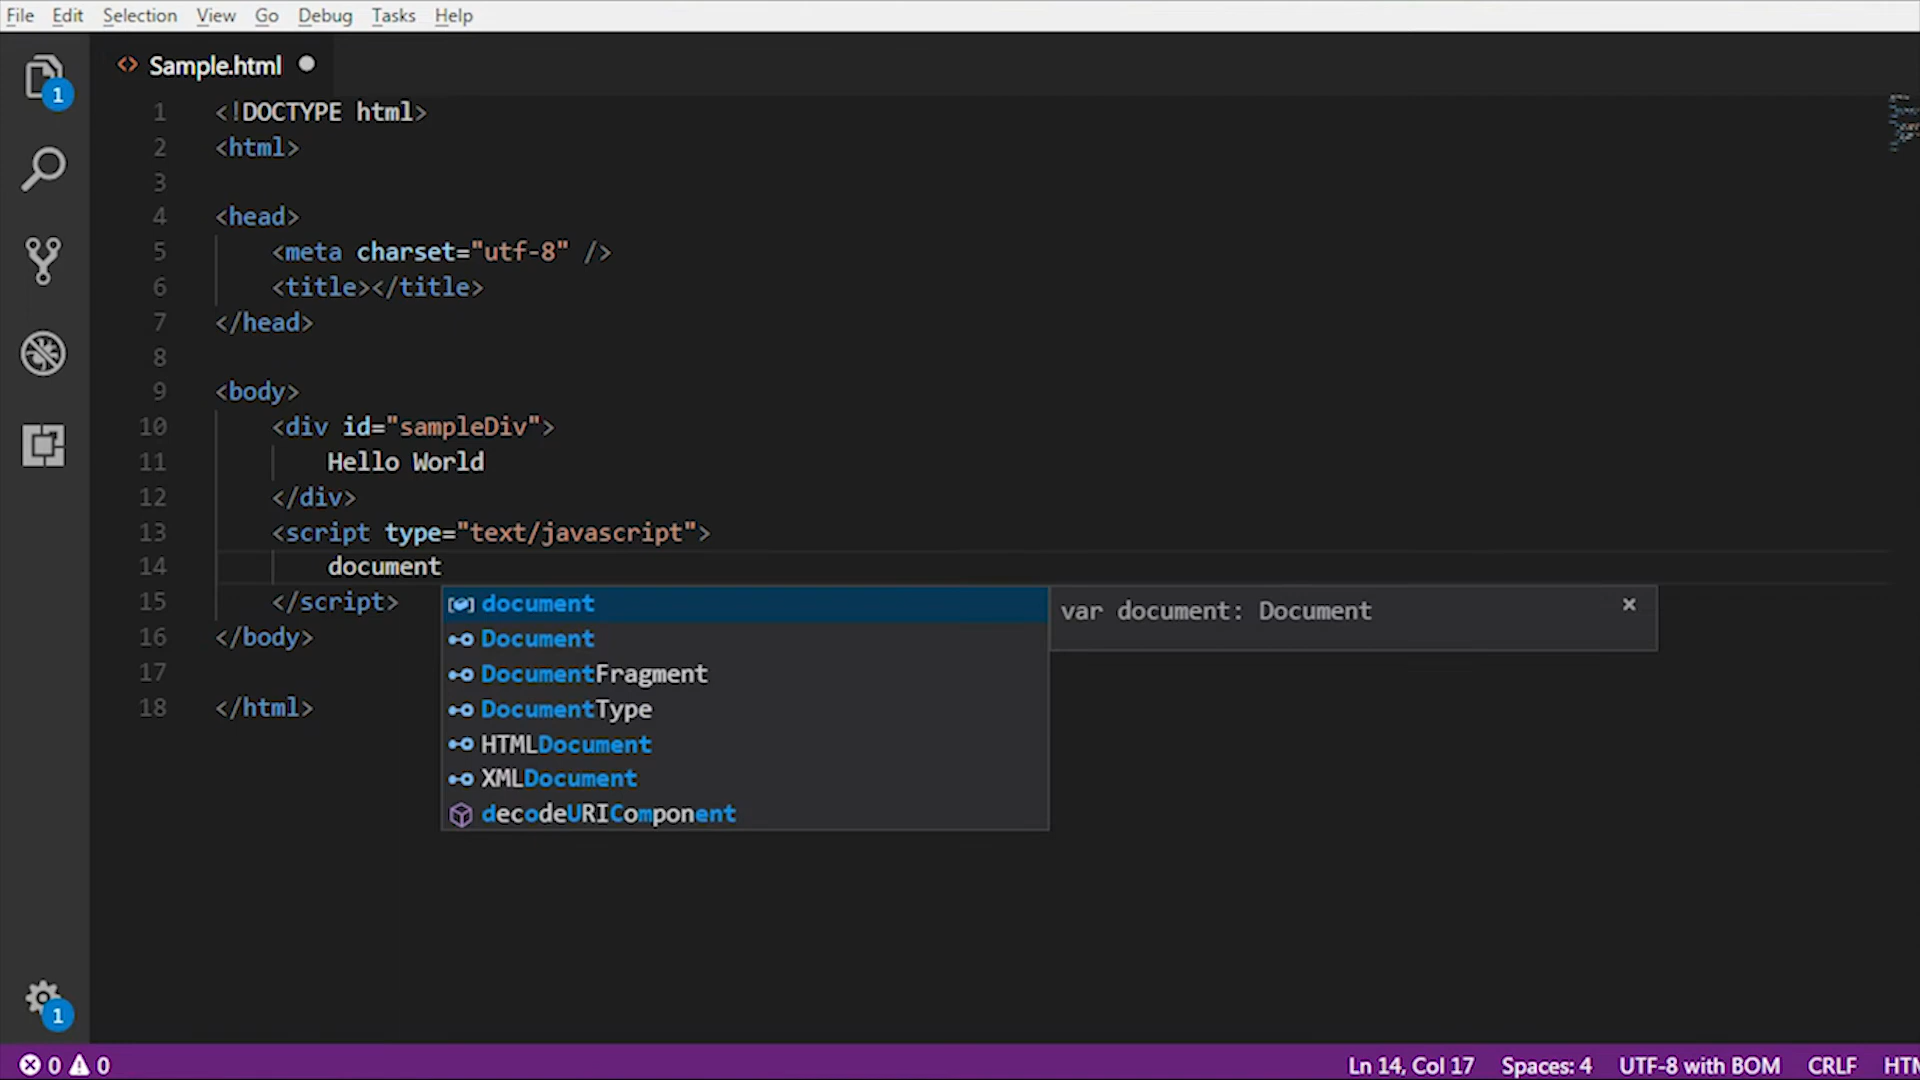 File Edit Selection View Go Debug Tasks Help
<> Sample.html
1 <!DOCTYPE html>
2 <html>
3
4 <head>
5 <meta charset="utf-8" />
6 <title></title>
7 </head>
8
9 <body>
10 <div id="sampleDiv">
11 Hello World
12 </div>
13 <script type="text/javascript">
14 document
15 </script>
16 </body>
17
18 </html>
document
Document
DocumentFragment
DocumentType
HTMLDocument
XMLDocument
decodeURIComponent
var document: Document ×
1
1
0 0 Ln 14, Col 17 Spaces: 4 UTF-8 with BOM CRLF